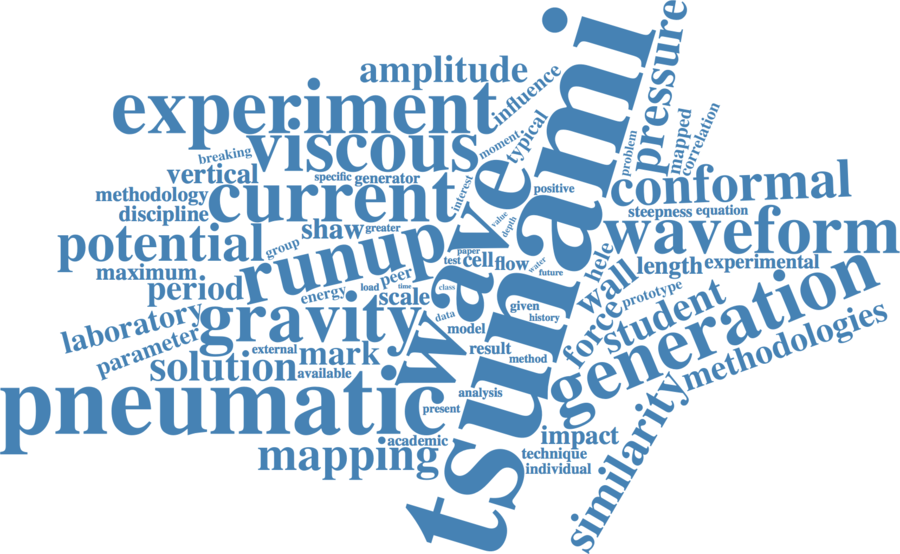 tsunami
pressure
amplitude
influence
experiment
mapped
correlation
typical
moment
problem
viscous
breaking
vertical
specific
generator
interest
positive
conformal
methodology
current
wave
value
depth
steepness
equation
discipline
shaw
greater
waveform
potential
group
runup
paper
test
cell
flow
water
future
hele
wall
length
experimental
maximum
peer
load
time
class
period
energy
scale
given
history
force
prototype
student
generation
laboratory
gravity
data
model
parameter
external
mark
result
method
methodologies
solution
available
analysis
pneumatic
present
similarity
academic
impact
mapping
technique
individual